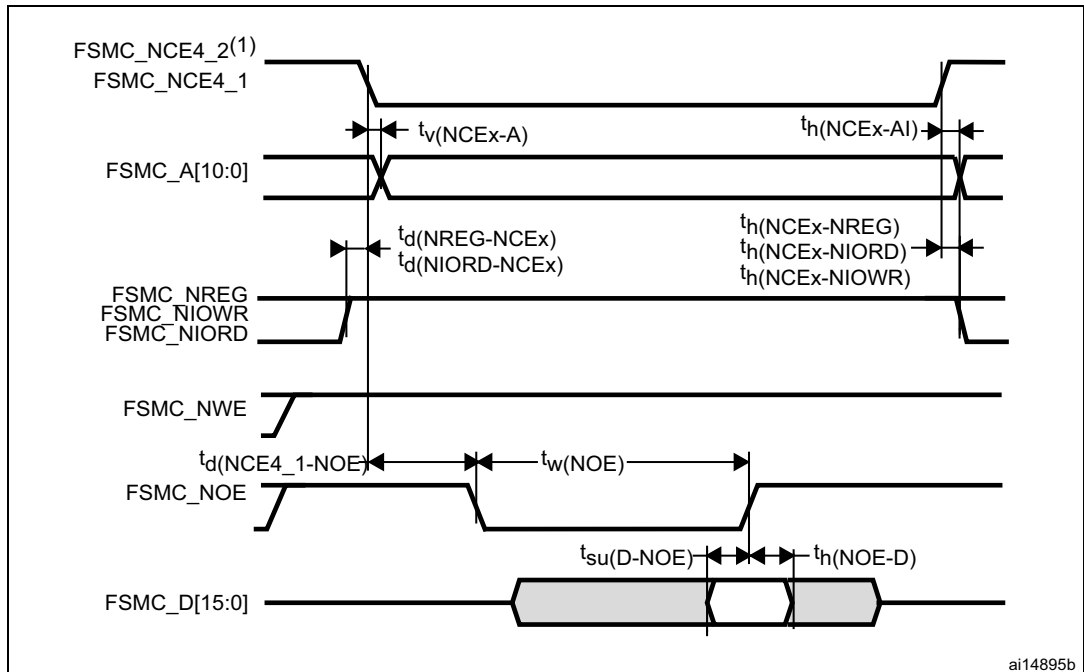 FSMC_NCE4_2(1)
FSMC_NCE4_1
tv(NCEx-A)
th(NCEx-AI)
FSMC_A[10:0]
td(NREG-NCEx)
td(NIORD-NCEx)
th(NCEx-NREG)
th(NCEx-NIORD)
th(NCEx-NIOWR)
FSMC_NREG
FSMC_NIOWR
FSMC_NIORD
FSMC_NWE
td(NCE4_1-NOE)
tw(NOE)
FSMC_NOE
tsu(D-NOE)
th(NOE-D)
FSMC_D[15:0]
ai14895b